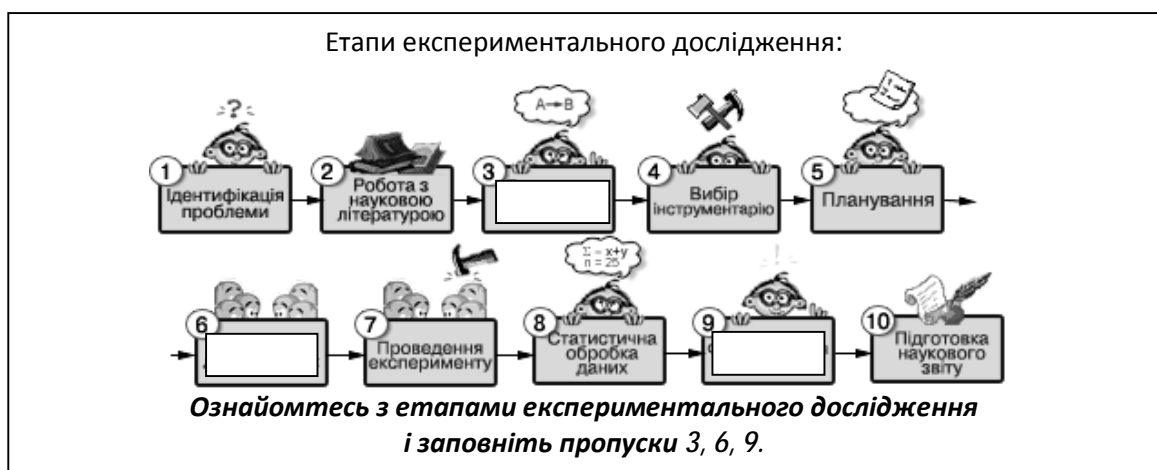 Етапи експериментального дослідження:
?
A→B
1
Ідентифікація
проблеми
2
Робота з
науковою
літературою
3
4
Вибір
інструментарію
5
Планування
6
7
Проведення
експерименту
Σ = x+y
n = 25
8
Статистична
обробка
даних
!
9
10
Підготовка
наукового
звіту
Ознайомтесь з етапами експериментального дослідження
і заповніть пропуски 3, 6, 9.